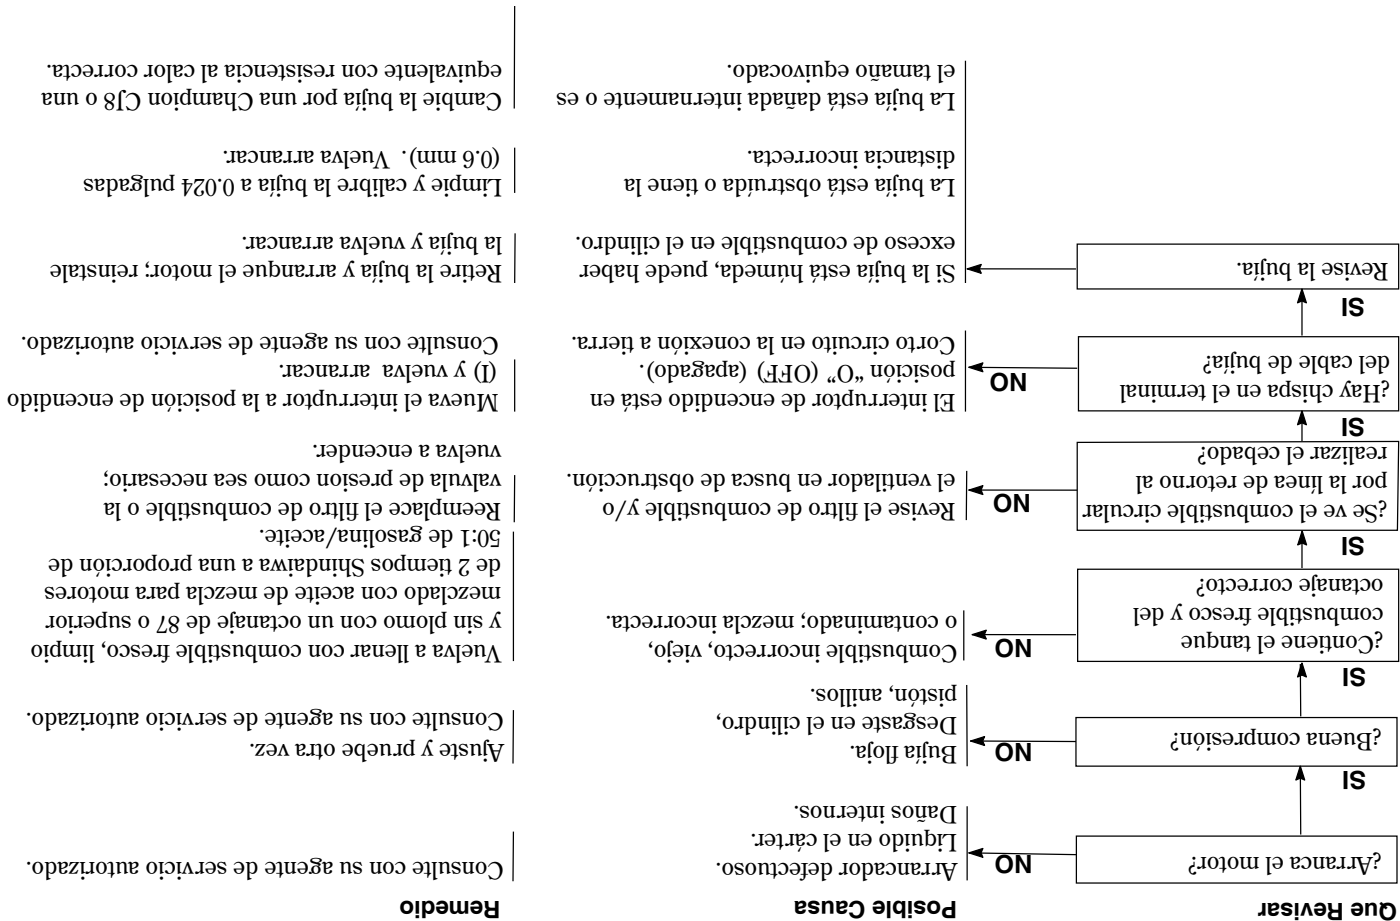 Que Revisar
Posible Causa
Remedio
¿Arranca el motor?
NO
Arrancador defectuoso.
Liquido en el cárter.
Daños internos.
Consulte con su agente de servicio autorizado.
SI
¿Buena compresión?
NO
Bujía floja.
Desgaste en el cilindro,
pistón, anillos.
Ajuste y pruebe otra vez.
Consulte con su agente de servicio autorizado.
SI
¿Contiene el tanque
combustible fresco y del
octanaje correcto?
NO
Combustible incorrecto, viejo,
o contaminado; mezcla incorrecta.
Vuelva a llenar con combustible fresco, limpio
y sin plomo con un octanaje de 87 o superior
mezclado con aceite de mezcla para motores
de 2 tiempos Shindaiwa a una proporción de
50:1 de gasolina/aceite.
SI
¿Se ve el combustible circular
por la línea de retorno al
realizar el cebado?
NO
Revise el filtro de combustible y/o
el ventilador en busca de obstrucción.
Reemplace el filtro de combustible o la
valvula de presion como sea necesario;
vuelva a encender.
SI
¿Hay chispa en el terminal
del cable de bujía?
NO
El interruptor de encendido está en
posición “O” (OFF) (apagado).
Corto circuito en la conexión a tierra.
Mueva el interruptor a la posición de encendido
(I) y vuelva arrancar.
Consulte con su agente de servicio autorizado.
SI
Revise la bujía.
Si la bujía está húmeda, puede haber
exceso de combustible en el cilindro.
Retire la bujía y arranque el motor; reinstale
la bujía y vuelva arrancar.
La bujía está obstruída o tiene la
distancia incorrecta.
Limpie y calibre la bujía a 0.024 pulgadas
(0.6 mm). Vuelva arrancar.
La bujía está dañada internamente o es
el tamaño equivocado.
Cambie la bujía por una Champion CJ8 o una
equivalente con resistencia al calor correcta.